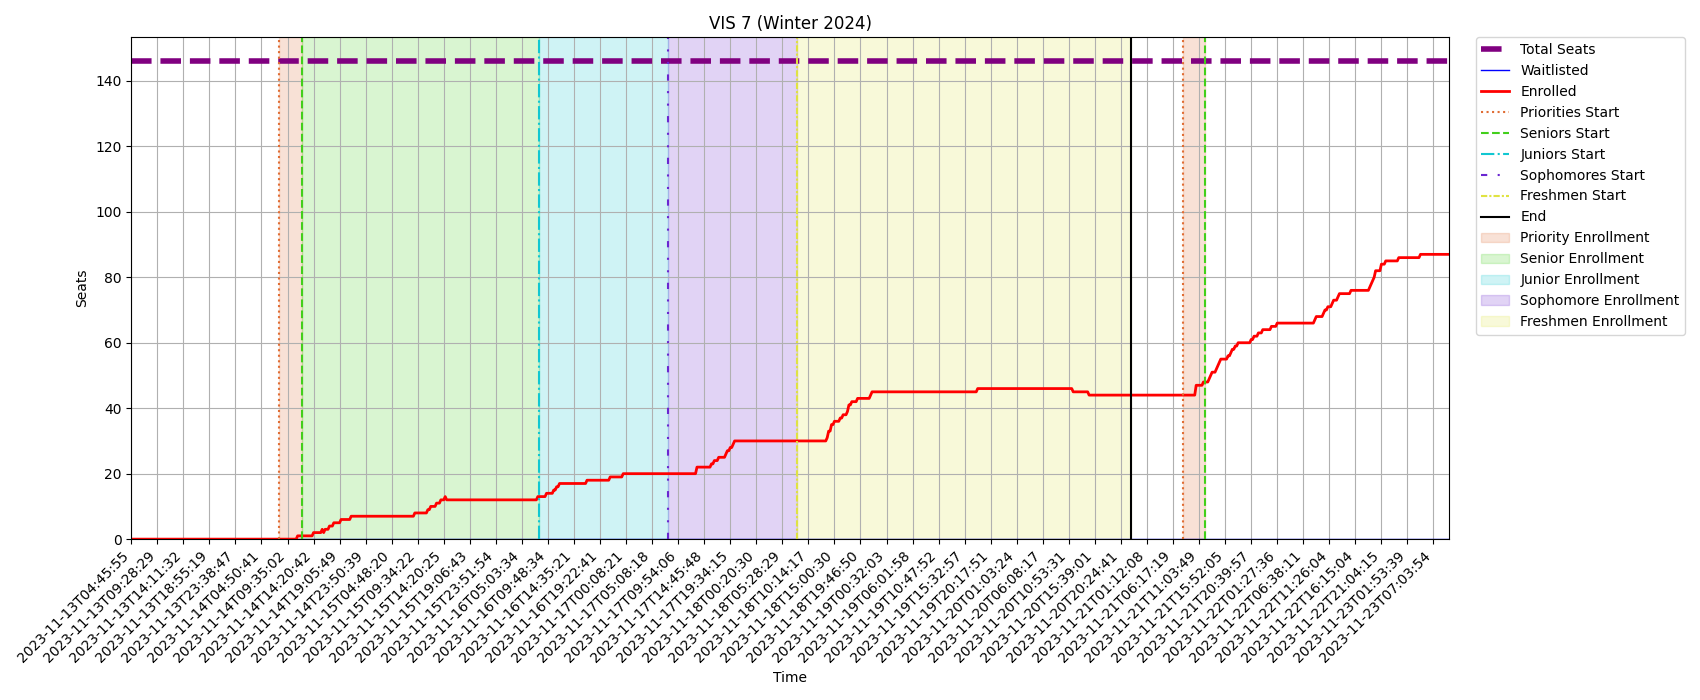 VIS 7 (Winter 2024)
Seats
140
120
100
80
60
40
20
0
2023-11-13T04:45:55
2023-11-13T09:28:29
2023-11-13T14:11:32
2023-11-13T18:55:19
2023-11-13T23:38:47
2023-11-14T04:50:41
2023-11-14T09:35:02
2023-11-14T14:20:42
2023-11-14T19:05:49
2023-11-14T23:50:39
2023-11-15T04:48:20
2023-11-15T09:34:22
2023-11-15T14:20:25
2023-11-15T19:06:43
2023-11-15T23:51:54
2023-11-16T05:03:34
2023-11-16T09:48:34
2023-11-16T14:35:21
2023-11-16T19:22:41
2023-11-17T00:08:21
2023-11-17T05:08:18
2023-11-17T09:54:06
2023-11-17T14:45:48
2023-11-17T19:34:15
2023-11-18T00:20:30
2023-11-18T05:28:29
2023-11-18T10:14:17
2023-11-18T15:00:30
2023-11-18T19:46:50
2023-11-19T00:32:03
2023-11-19T06:01:58
2023-11-19T10:47:52
2023-11-19T15:32:57
2023-11-19T20:17:51
2023-11-20T01:03:24
2023-11-20T06:08:17
2023-11-20T10:53:31
2023-11-20T15:39:01
2023-11-20T20:24:41
2023-11-21T01:12:08
2023-11-21T06:17:19
2023-11-21T11:03:49
2023-11-21T15:52:05
2023-11-21T20:39:57
2023-11-22T01:27:36
2023-11-22T06:38:11
2023-11-22T11:26:04
2023-11-22T16:15:04
2023-11-22T21:04:15
2023-11-23T01:53:39
2023-11-23T07:03:54
Time
Total Seats
Waitlisted
Enrolled
Priorities Start
Seniors Start
Juniors Start
Sophomores Start
Freshmen Start
End
Priority Enrollment
Senior Enrollment
Junior Enrollment
Sophomore Enrollment
Freshmen Enrollment